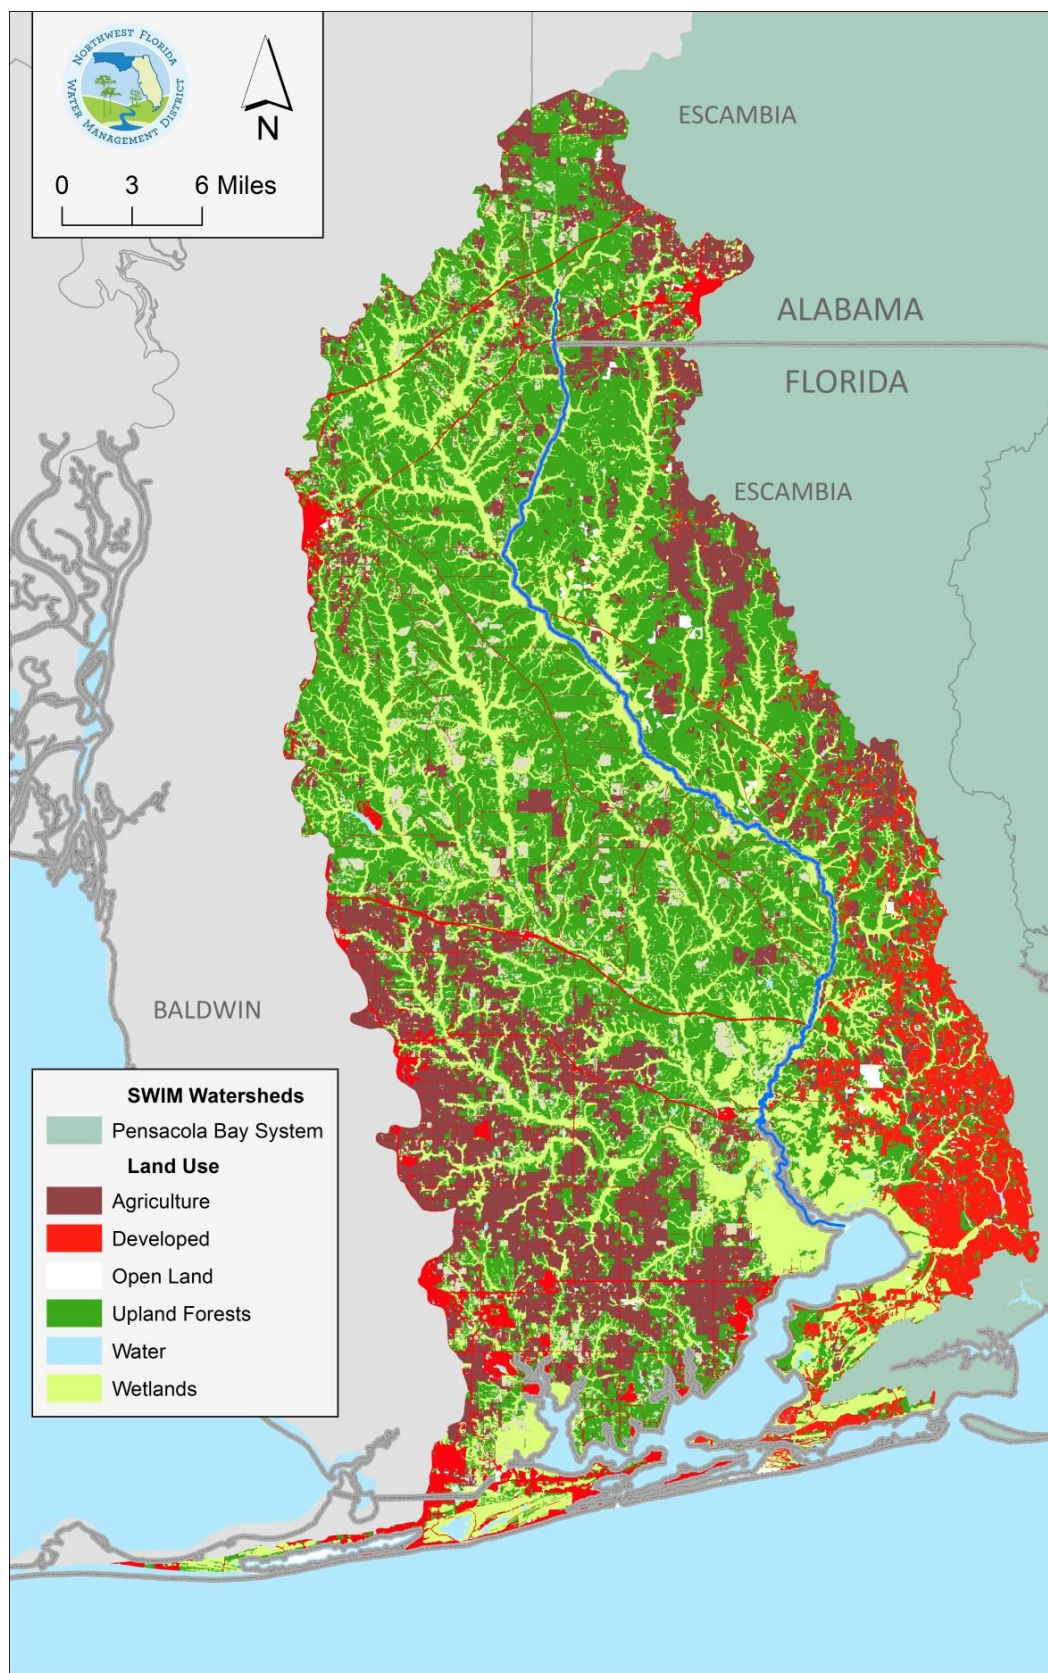 NORTHWEST FLORIDA
WATER MANAGEMENT DISTRICT
N
0 3 6 Miles
ESCAMBIA
ALABAMA
FLORIDA
ESCAMBIA
BALDWIN
SWIM Watersheds
Pensacola Bay System
Land Use
Agriculture
Developed
Open Land
Upland Forests
Water
Wetlands